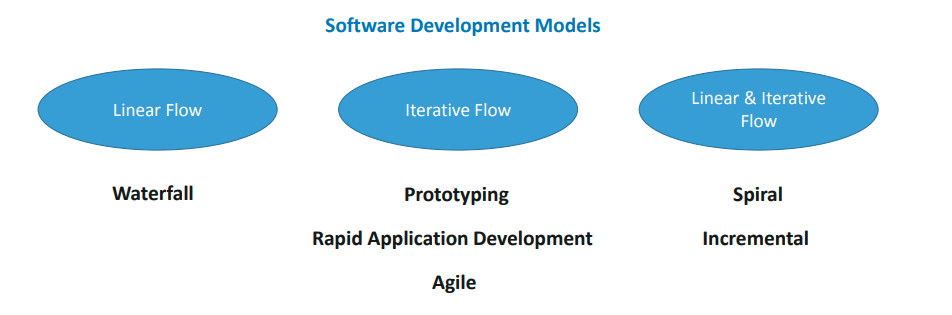 Software Development Models
Linear Flow
Iterative Flow
Linear & Iterative
Flow
Waterfall
Prototyping
Spiral
Rapid Application Development
Incremental
Agile